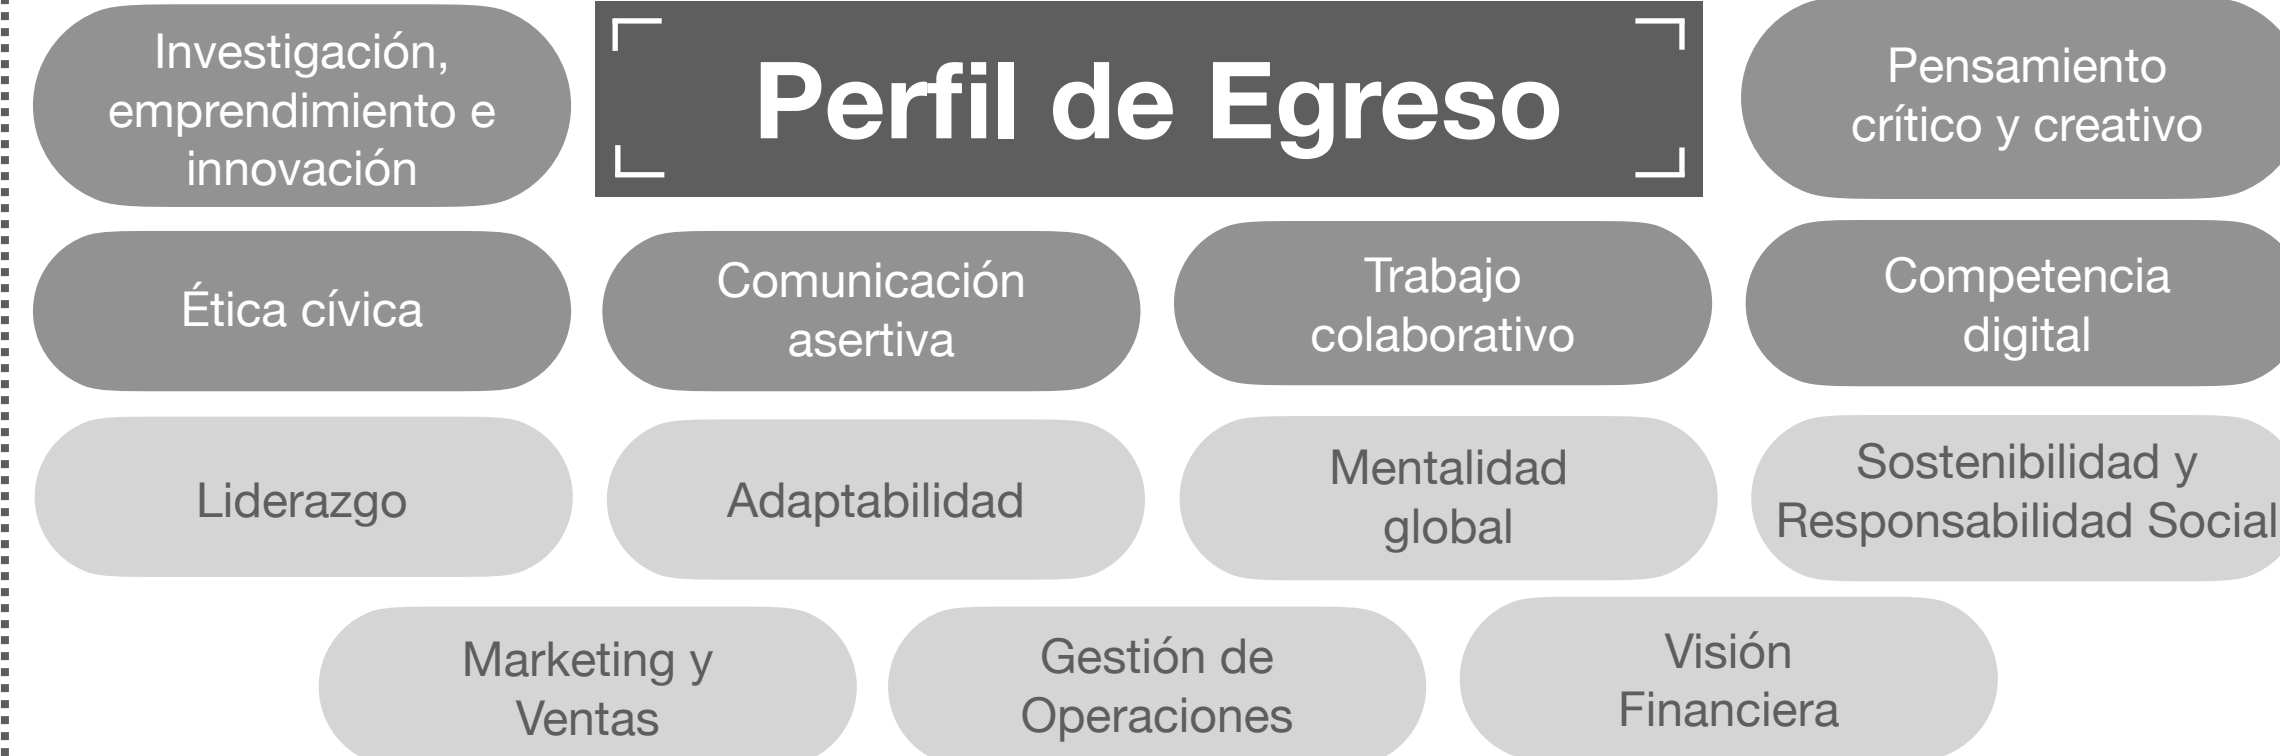 Investigación,
emprendimiento e
innovación
Perfil de Egreso
Pensamiento
crítico y creativo
Ética cívica
Comunicación
asertiva
Trabajo
colaborativo
Competencia
digital
Liderazgo
Adaptabilidad
Mentalidad
global
Sostenibilidad y
Responsabilidad Social
Marketing y
Ventas
Gestión de
Operaciones
Visión
Financiera